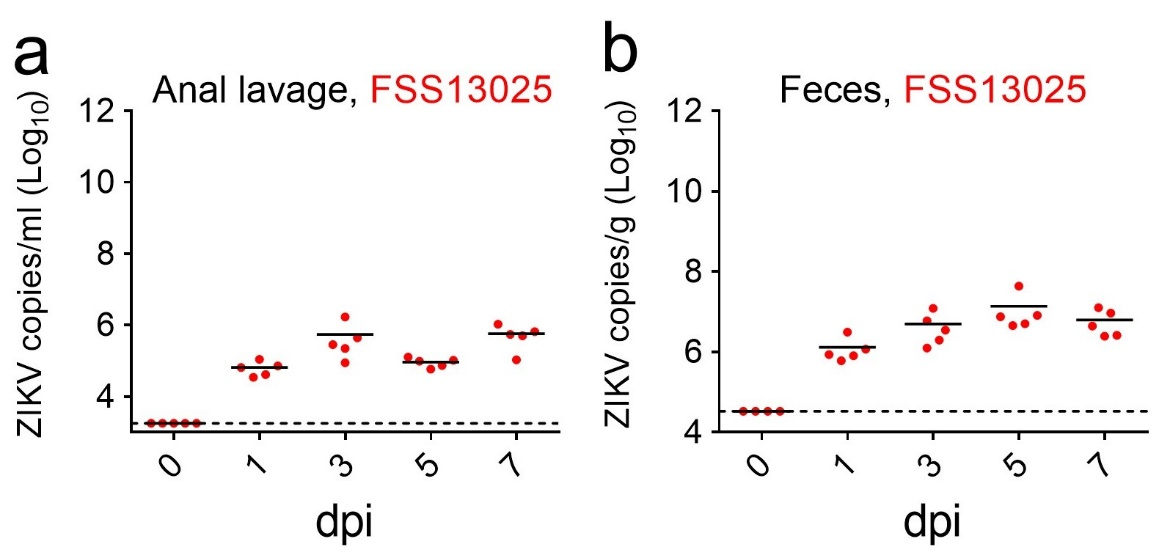 a
Anal lavage, FSS13025
ZIKV copies/ml (Log10)
12
10
8
6
4
0 1 3 5 7
dpi
b
Feces, FSS13025
ZIKV copies/g (Log10)
12
10
8
6
4
0 1 3 5 7
dpi